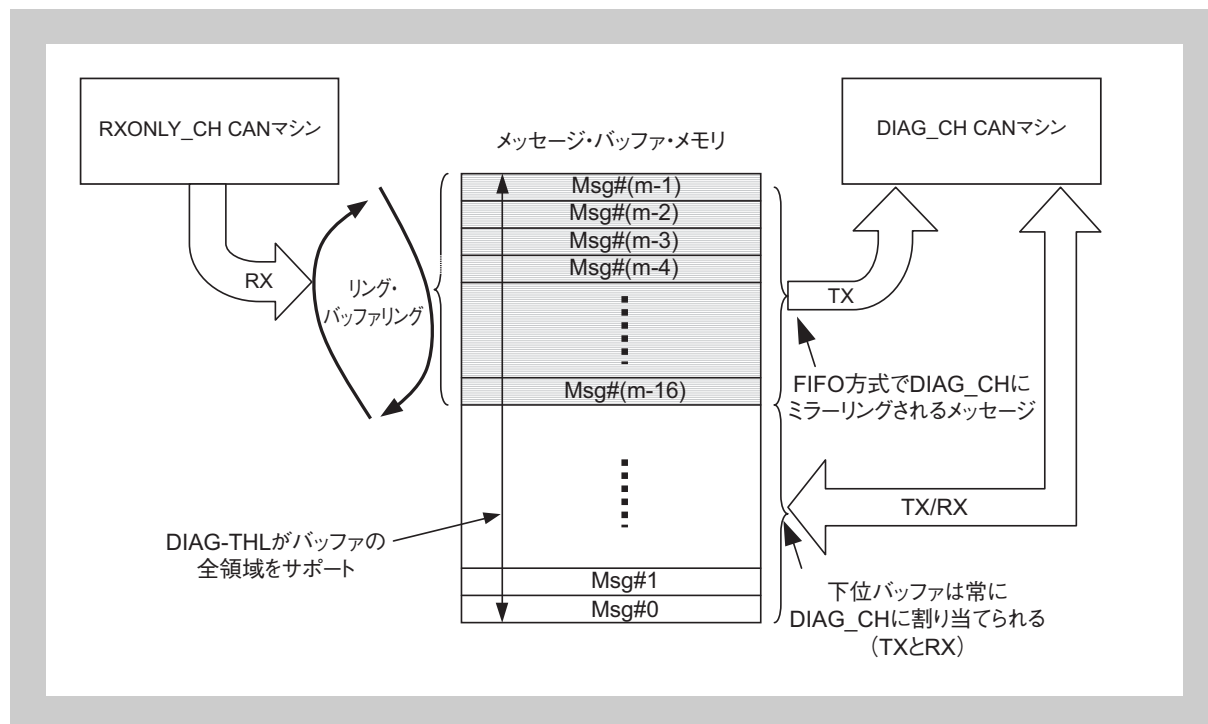 RXONLY_CH CANマシン
DIAG_CH CANマシン
メッセージ・バッファ・メモリ
Msg#(m-1)
Msg#(m-2)
Msg#(m-3)
Msg#(m-4)
Msg#(m-16)
RX
リング・
バッファリング
TX
FIFO方式でDIAG_CHに
ミラーリングされるメッセージ
TX/RX
DIAG-THLがバッファの
全領域をサポート
Msg#1
Msg#0
下位バッファは常に
DIAG_CHに割り当てられる
（TXとRX）